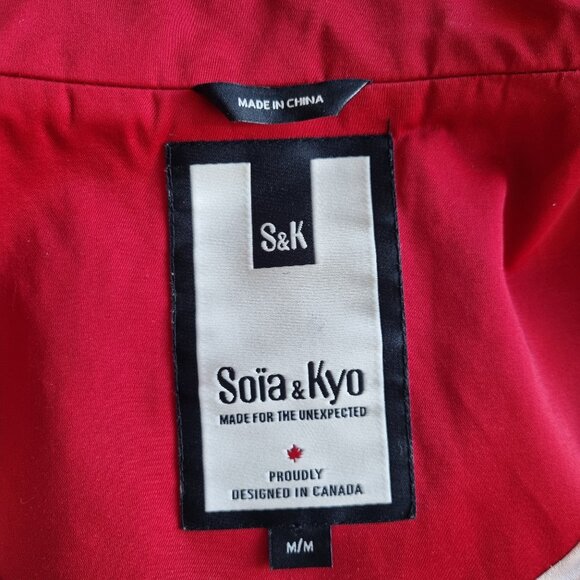 MADE IN CHINA
S&K
Soïa & Kyo
MADE FOR THE UNEXPECTED
PROUDLY
DESIGNED IN CANADA
M/M